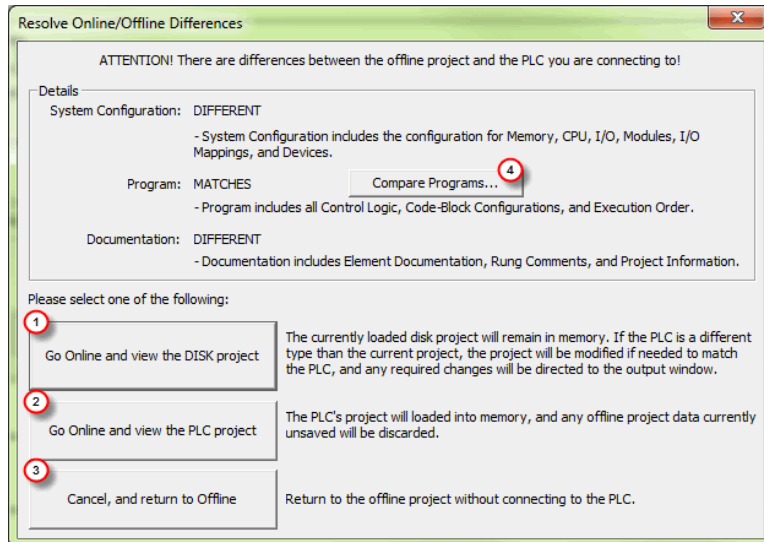 Resolve Online/Offline Differences
X
ATTENTION! There are differences between the offline project and the PLC you are connecting to!
Details
System Configuration: DIFFERENT
- System Configuration includes the configuration for Memory, CPU, I/O, Modules, I/O
Mappings, and Devices.
4
Program: MATCHES Compare Programs...
- Program includes all Control Logic, Code-Block Configurations, and Execution Order.
Documentation: DIFFERENT
- Documentation includes Element Documentation, Rung Comments, and Project Information.
Please select one of the following:
1
Go Online and view the DISK project
The currently loaded disk project will remain in memory. If the PLC is a different
type than the current project, the project will be modified if needed to match
the PLC, and any required changes will be directed to the output window.
2
Go Online and view the PLC project
The PLC's project will loaded into memory, and any offline project data currently
unsaved will be discarded.
3
Cancel, and return to Offline
Return to the offline project without connecting to the PLC.